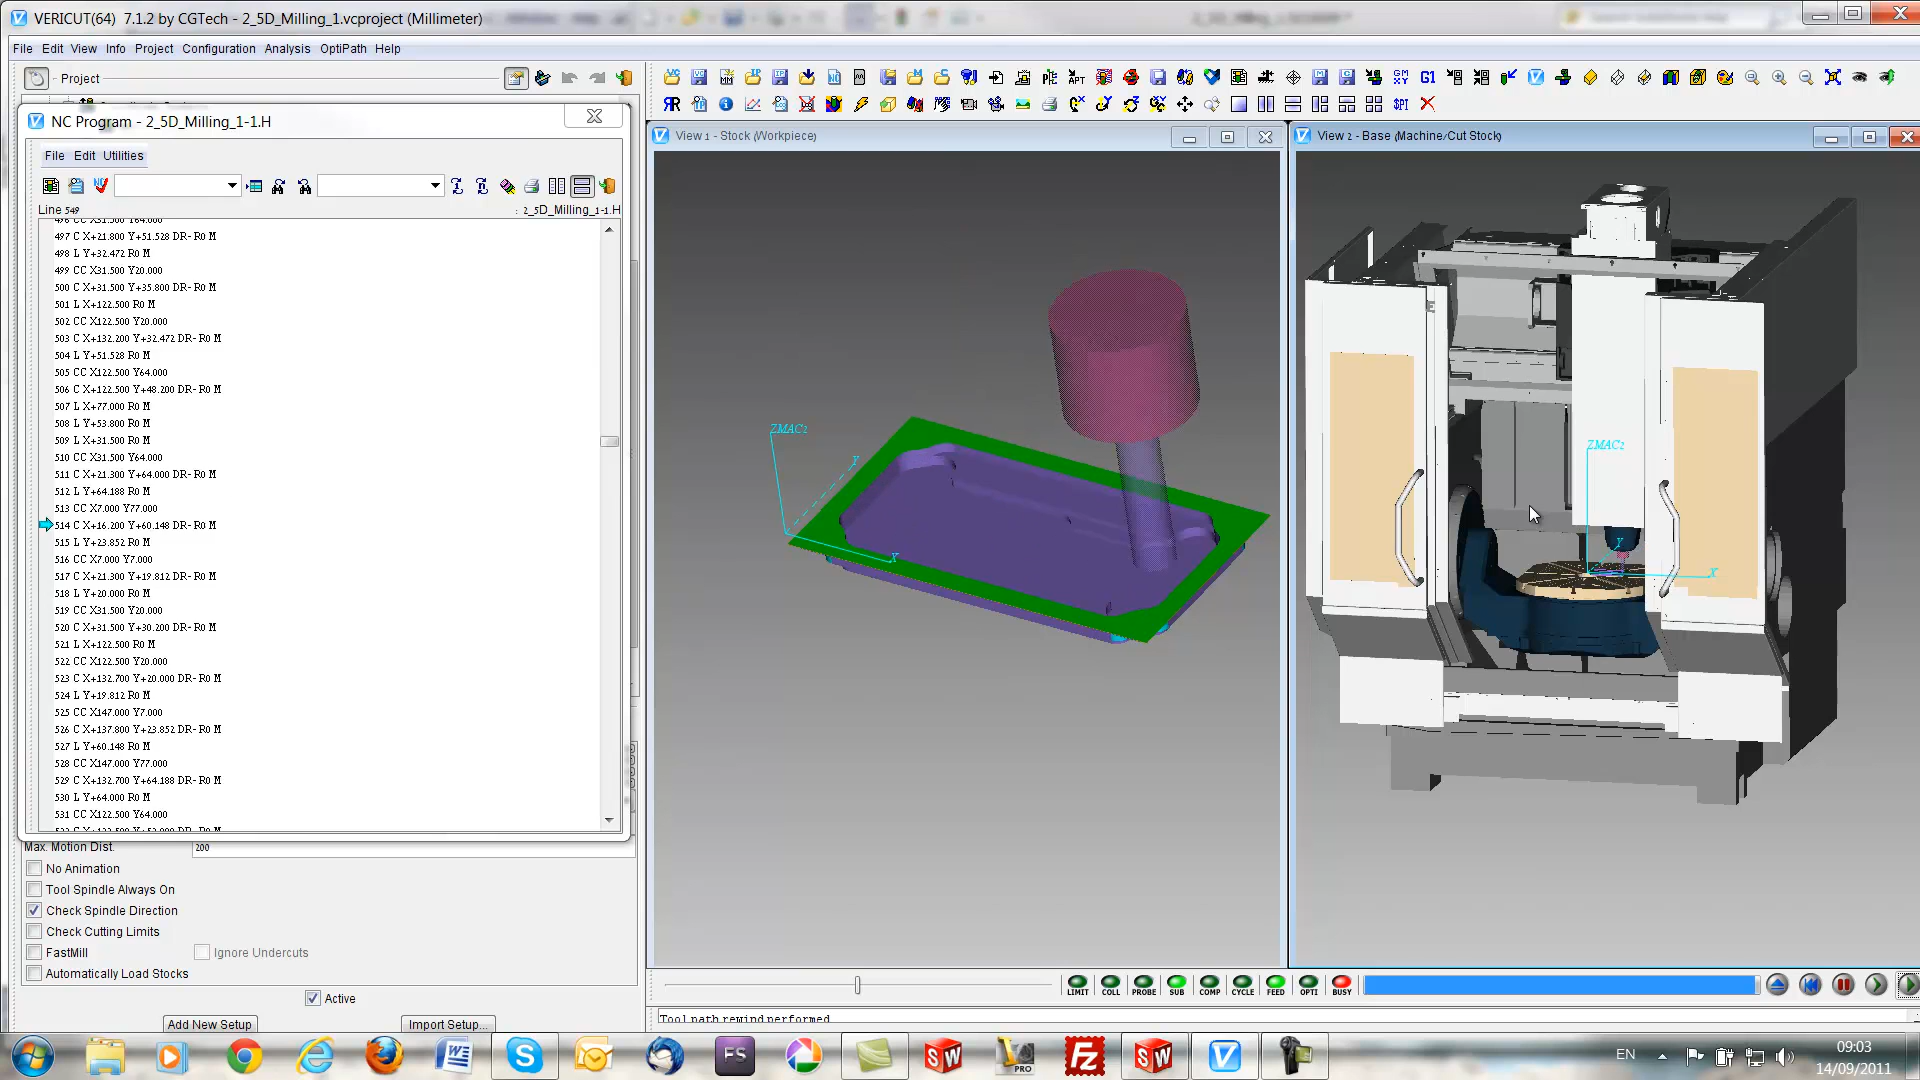 VERICUT(64) 7.1.2 by CGTech - 2_5D_Milling_1.vcproject (Millimeter)
File Edit View Info Project Configuration Analysis OptiPath Help
Project
NC Program - 2_5D_Milling_1-1.H
File Edit Utilities
Line 549
: 2_5D_Milling_1-1.H
496 CC X31.500 Y64.000
497 C X+21.800 Y+51.528 DR- R0 M
498 L Y+32.472 R0 M
499 CC X31.500 Y20.000
500 C X+31.500 Y+35.800 DR- R0 M
501 L X+122.500 R0 M
502 CC X122.500 Y20.000
503 C X+132.200 Y+32.472 DR- R0 M
504 L Y+51.528 R0 M
505 CC X122.500 Y64.000
506 C X+122.500 Y+48.200 DR- R0 M
507 L X+77.000 R0 M
508 L Y+53.800 R0 M
509 L X+31.500 R0 M
510 CC X31.500 Y64.000
511 C X+21.300 Y+64.000 DR- R0 M
512 L Y+64.188 R0 M
513 CC X7.000 Y77.000
514 C X+16.200 Y+60.148 DR- R0 M
515 L Y+23.852 R0 M
516 CC X7.000 Y7.000
517 C X+21.300 Y+19.812 DR- R0 M
518 L Y+20.000 R0 M
519 CC X31.500 Y20.000
520 C X+31.500 Y+30.200 DR- R0 M
521 L X+122.500 R0 M
522 CC X122.500 Y20.000
523 C X+132.700 Y+20.000 DR- R0 M
524 L Y+19.812 R0 M
525 CC X147.000 Y7.000
526 C X+137.800 Y+23.852 DR- R0 M
527 L Y+60.148 R0 M
528 CC X147.000 Y77.000
529 C X+132.700 Y+64.188 DR- R0 M
530 L Y+64.000 R0 M
531 CC X122.500 Y64.000
Max. Motion Dist.
200
No Animation
Tool Spindle Always On
Check Spindle Direction
Check Cutting Limits
FastMill
Ignore Undercuts
Automatically Load Stocks
Active
Add New Setup
Import Setup...
View 1 - Stock (Workpiece)
ZMAC2
Y
X
View 2 - Base (Machine/Cut Stock)
ZMAC2
Y
X
LIMIT COLL PROBE SUB COMP CYCLE FEED OPTI BUSY
Tool path rewind performed
EN
09:03
14/09/2011